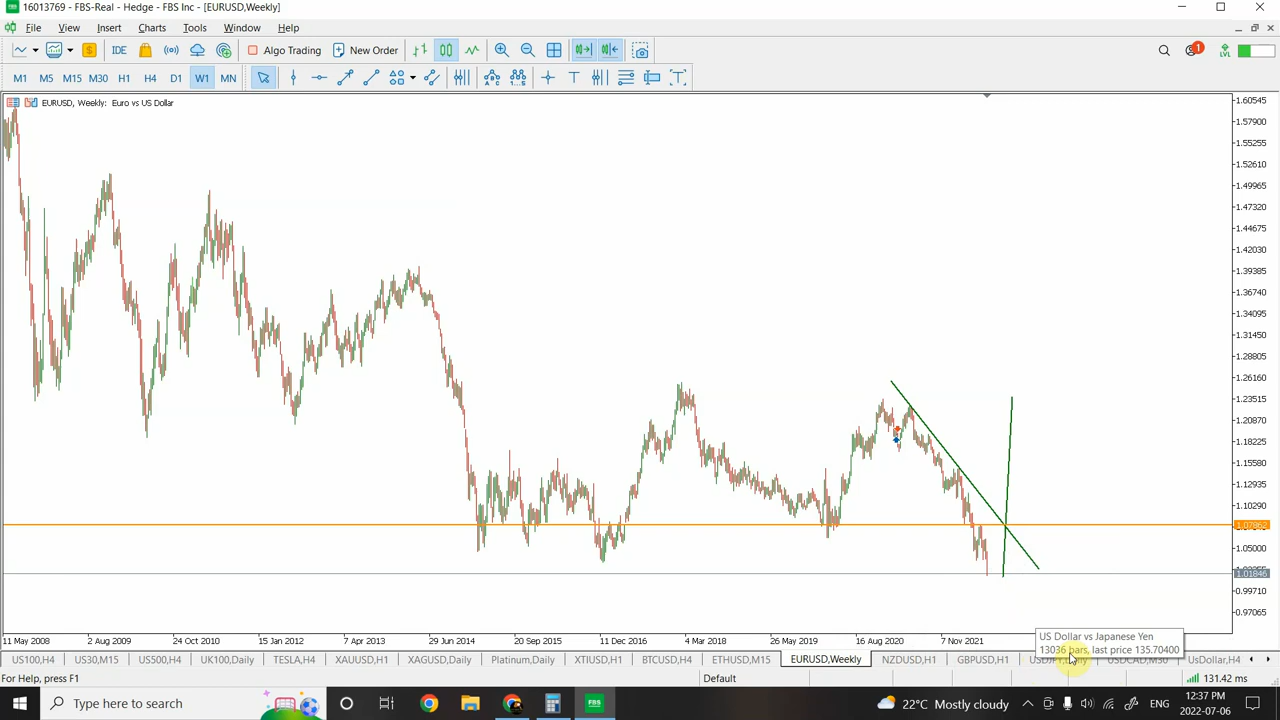 16013769 - FBS-Real - Hedge - FBS Inc - [EURUSD,Weekly]
File View Insert Charts Tools Window Help
IDE Algo Trading New Order 1 LVL
M1 M5 M15 M30 H1 H4 D1 W1 MN
EURUSD, Weekly: Euro vs US Dollar
1.60545
1.57900
1.55255
1.52610
1.49965
1.47320
1.44675
1.42030
1.39385
1.36740
1.34095
1.31450
1.28805
1.26160
1.23515
1.20870
1.18225
1.15580
1.12935
1.10290
1.07862
1.05000
1.01846
0.99710
0.97065
11 May 2008 2 Aug 2009 24 Oct 2010 15 Jan 2012 7 Apr 2013 29 Jun 2014 20 Sep 2015 11 Dec 2016 4 Mar 2018 26 May 2019 16 Aug 2020 7 Nov 2021
US Dollar vs Japanese Yen
13036 bars, last price 135.70400
US100,H4 US30,M15 US500,H4 UK100,Daily TESLA,H4 XAUUSD,H1 XAGUSD,Daily Platinum,Daily XTIUSD,H1 BTCUSD,H4 ETHUSD,M15 EURUSD,Weekly NZDUSD,H1 GBPUSD,H1 USDCAD,M30 UsDollar,H4
For Help, press F1 Default 131.42 ms
Type here to search 22°C Mostly cloudy ENG 12:37 PM
2022-07-06